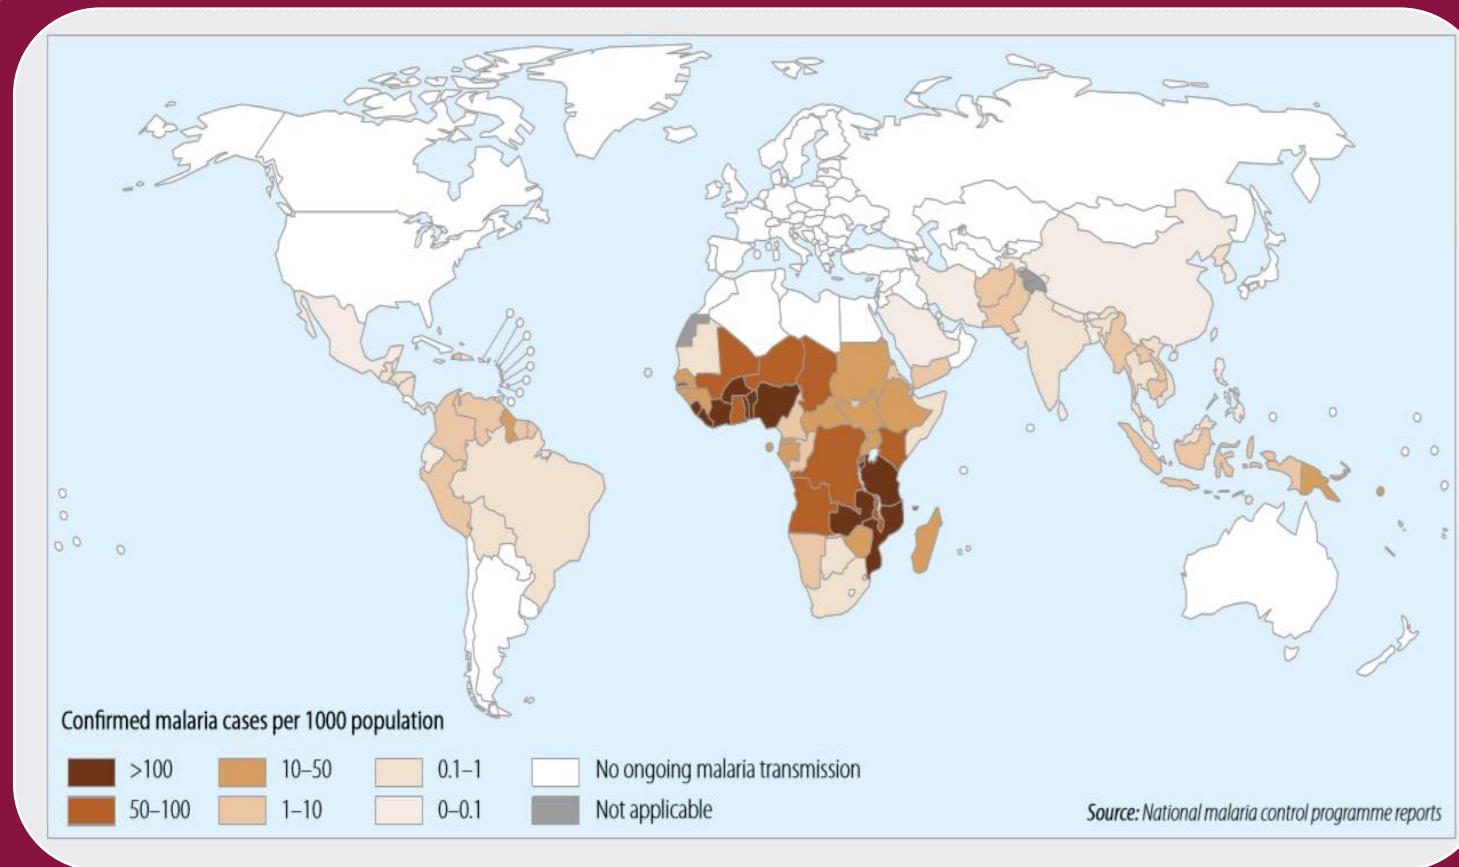 Confirmed malaria cases per 1000 population
>100
10–50
0.1–1
No ongoing malaria transmission
50–100
1–10
0–0.1
Not applicable
Source: National malaria control programme reports